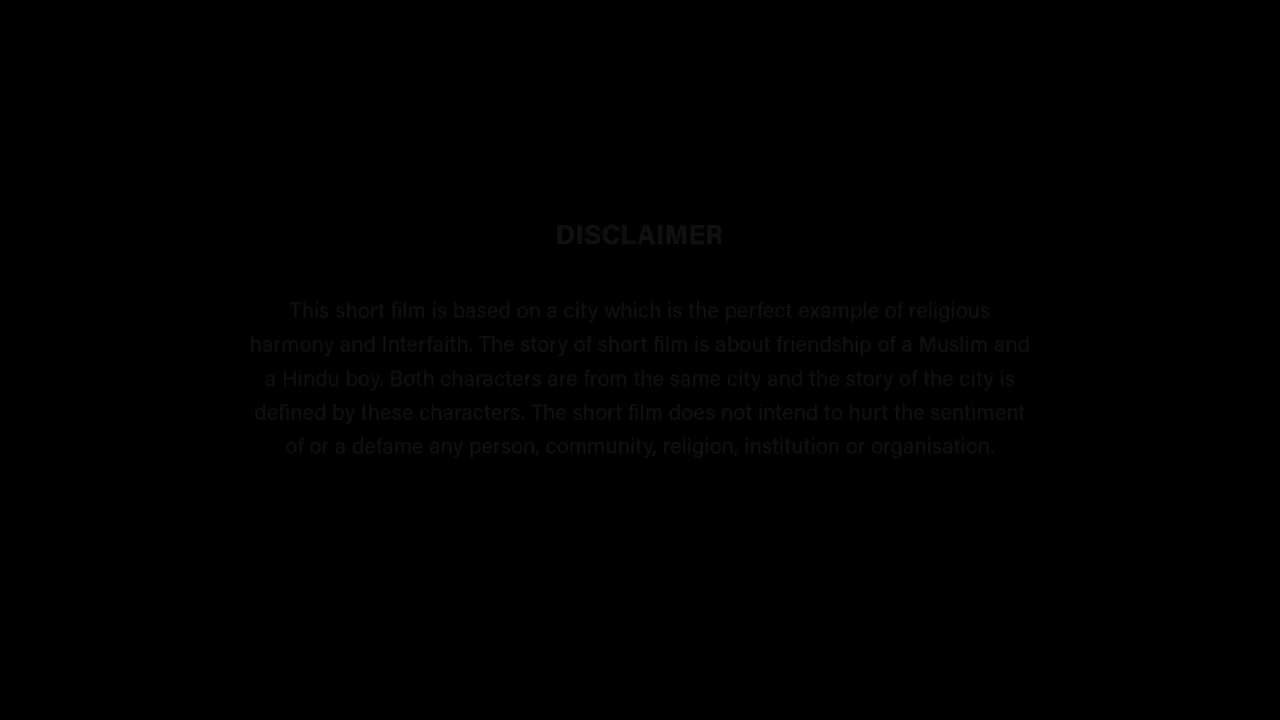 DISCLAIMER
This short film is based on a city which is the perfect example of religious
harmony and Interfaith. The story of short film is about friendship of a Muslim and
a Hindu boy. Both characters are from the same city and the story of the city is
defined by these characters. The short film does not intend to hurt the sentiment
of or a defame any person, community, religion, institution or organisation.